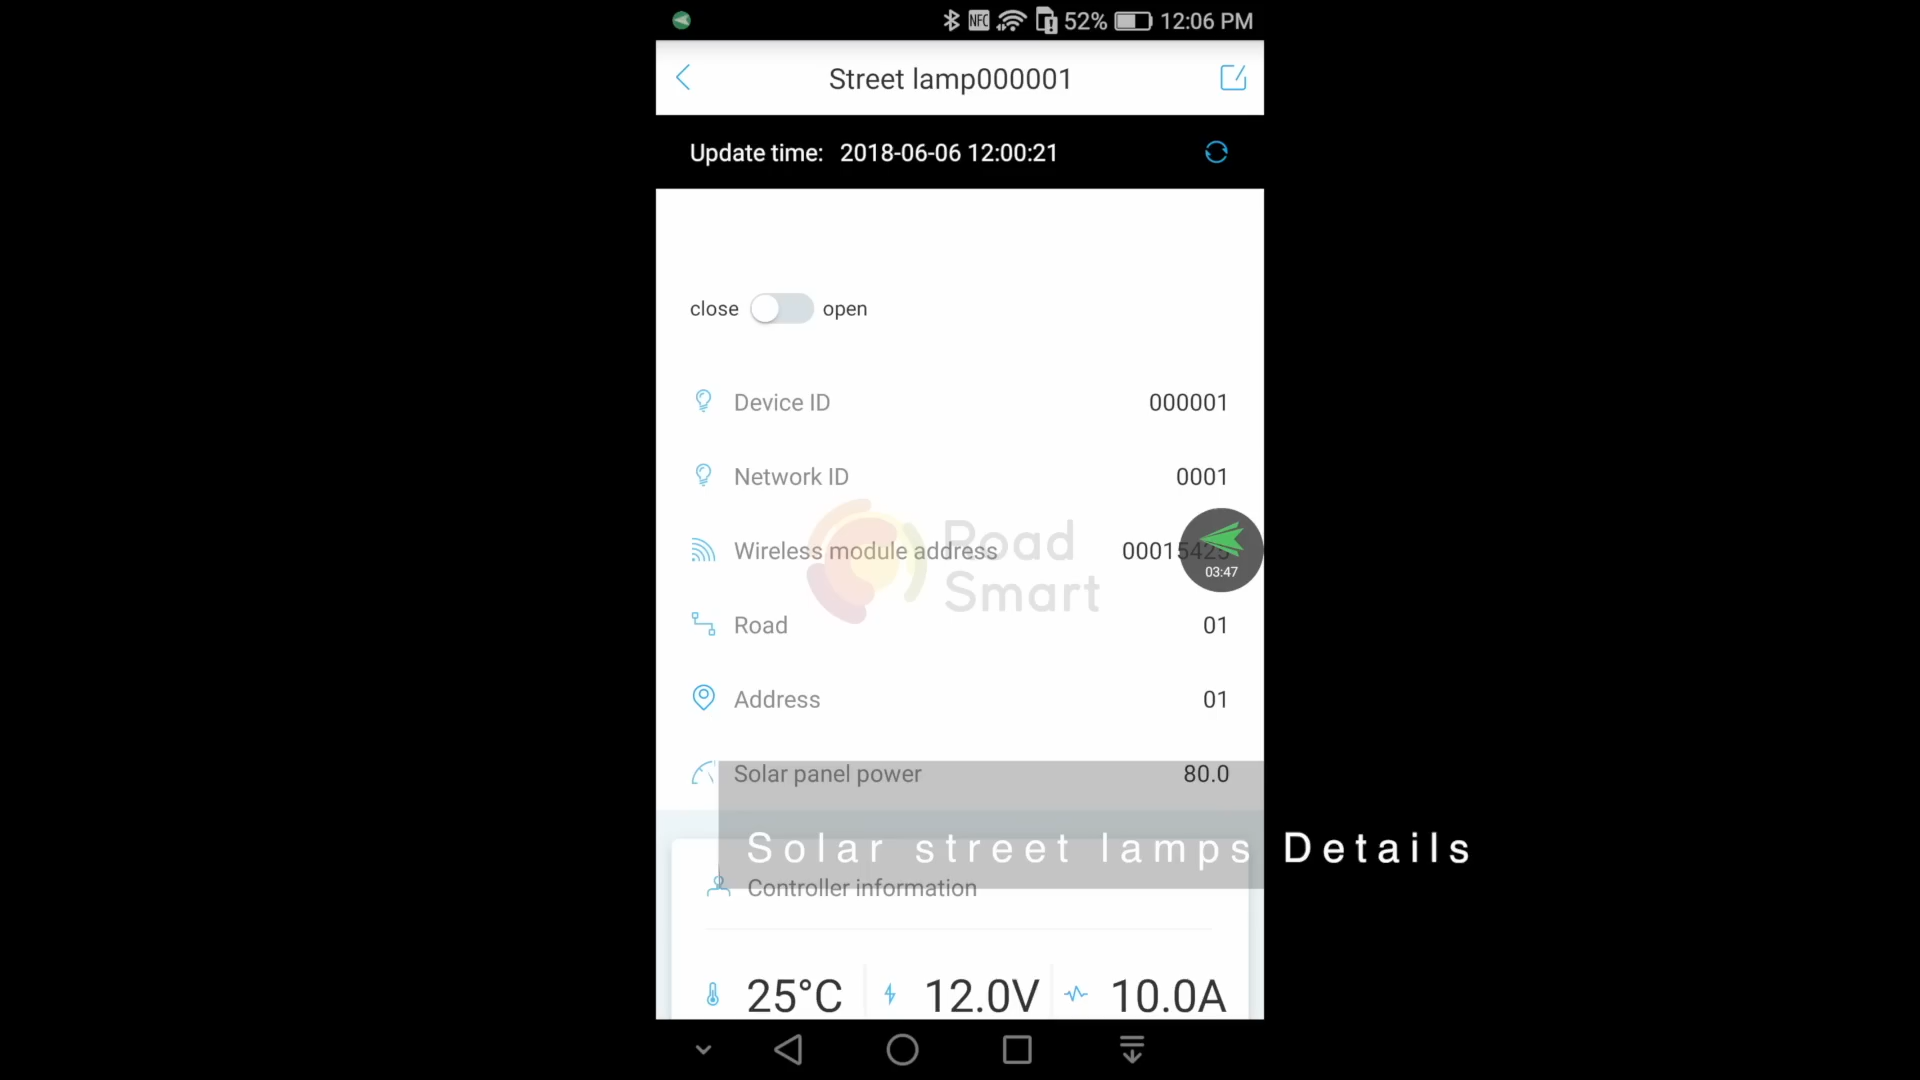 NFC 52% 12:06 PM
Street lamp000001
Update time: 2018-06-06 12:00:21
close open
Device ID 000001
Network ID 0001
Road
Wireless module address
Smart
03:47
Road 01
Address 01
Solar panel power 80.0
Solar street lamps Details
Controller information
25°C 12.0V 10.0A